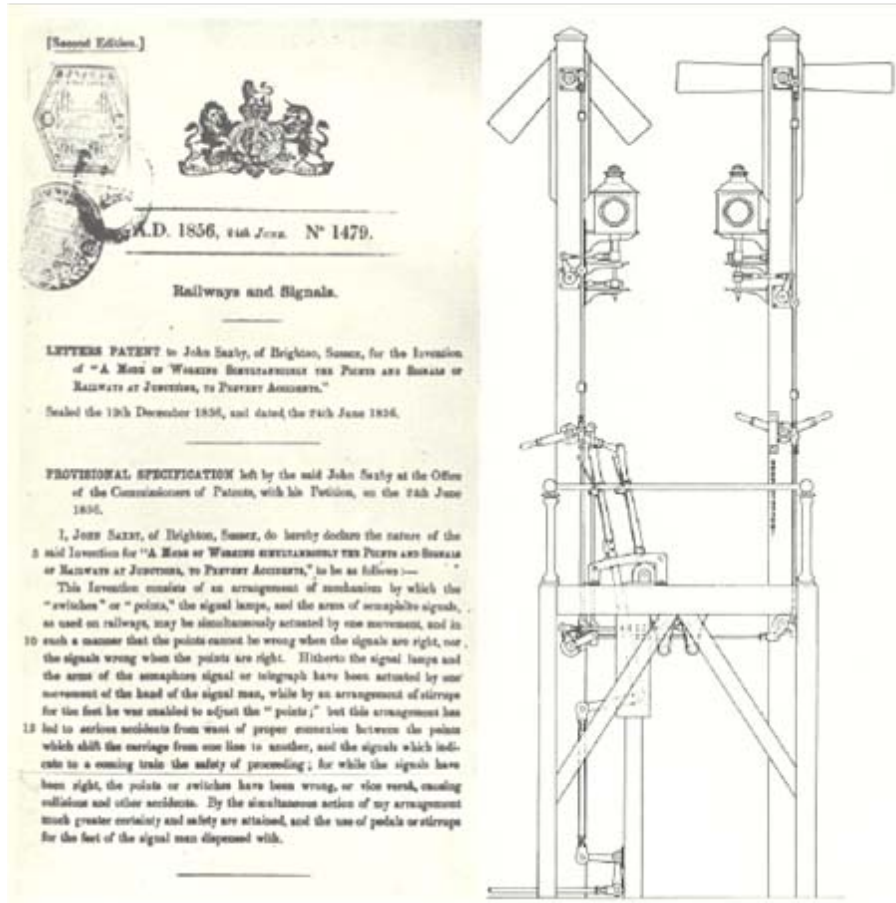 [Second Edition.]
A.D. 1856, 24th June. No 1479.
Railways and Signals.
LETTERS PATENT to John Saxby, of Brighton, Sussex, for the Invention
of "A MODE OF WORKING SIMULTANEOUSLY THE POINTS AND SIGNALS OF
RAILWAYS AT JUNCTIONS, TO PREVENT ACCIDENTS."
Sealed the 19th December 1856, and dated the 24th June 1856.
PROVISIONAL SPECIFICATION left by the said John Saxby at the Office
of the Commissioners of Patents, with his Petition, on the 24th June
1856.
I, JOHN SAXBY, of Brighton, Sussex, do hereby declare the nature of the
5 said Invention for "A MODE OF WORKING SIMULTANEOUSLY THE POINTS AND SIGNALS
OF RAILWAYS AT JUNCTIONS, TO PREVENT ACCIDENTS," to be as follows:—
This Invention consists of an arrangement of mechanism by which the
"switches" or "points," the signal lamps, and the arms of semaphore signals,
as used on railways, may be simultaneously actuated by one movement, and in
10 such a manner that the points cannot be wrong when the signals are right, nor
the signals wrong when the points are right. Hitherto the signal lamps and
the arms of the semaphore signal or telegraph have been actuated by one
movement of the hand of the signal man, while by an arrangement of stirrups
for the feet he was enabled to adjust the "points;" but this arrangement has
15 led to serious accidents from want of proper connexion between the points
which shift the carriage from one line to another, and the signals which indi-
cate to a coming train the safety of proceeding; for while the signals have
been right, the points or switches have been wrong, or vice versâ, causing
collisions and other accidents. By the simultaneous action of my arrangement
much greater certainty and safety are attained, and the use of pedals or stirrups
for the feet of the signal man dispensed with.